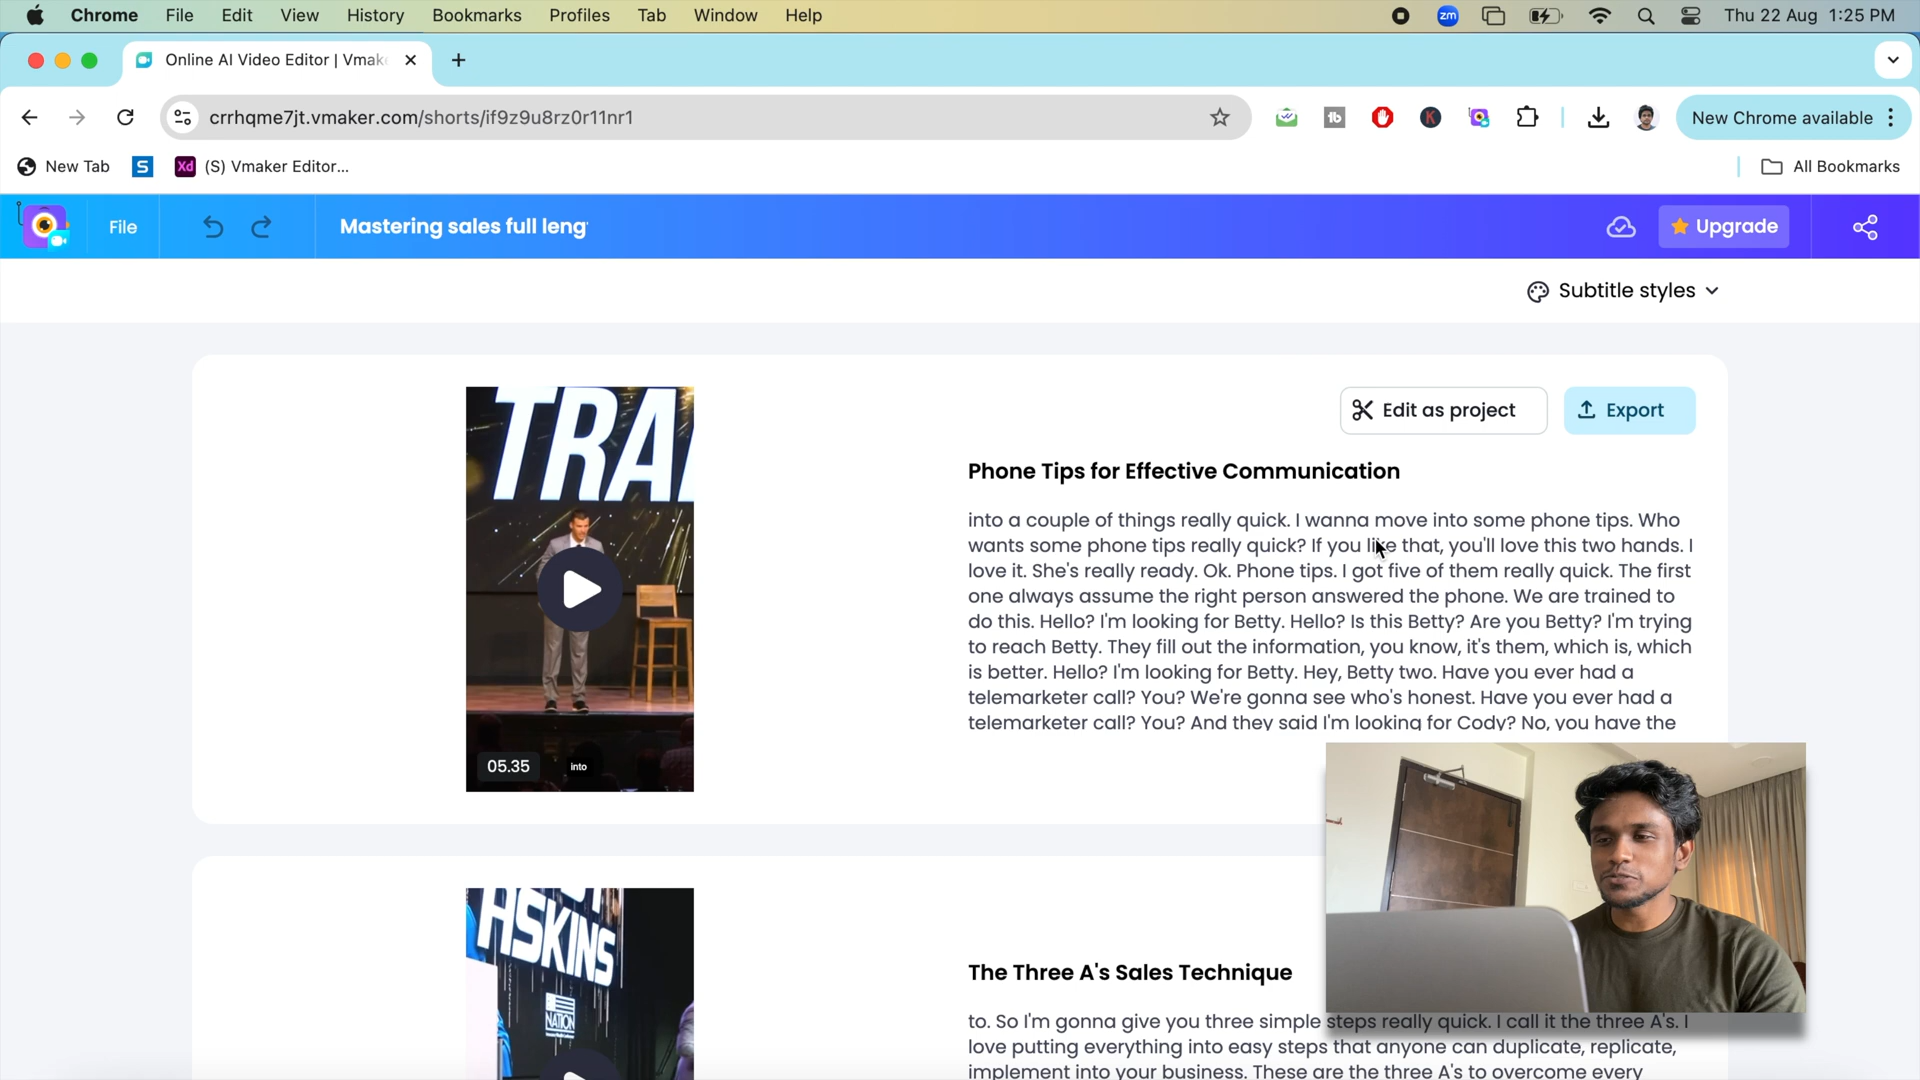 Chrome File Edit View History Bookmarks Profiles Tab Window Help
zm
Thu 22 Aug 1:25 PM
Online AI Video Editor | Vmake
crrhqme7jt.vmaker.com/shorts/if9z9u8rz0r11nr1
tb
K
New Chrome available
New Tab
S
Xd (S) Vmaker Editor...
All Bookmarks
File
Mastering sales full leng
Upgrade
Subtitle styles
Edit as project
Export
TRA
05.35
into
Phone Tips for Effective Communication
into a couple of things really quick. I wanna move into some phone tips. Who
wants some phone tips really quick? If you like that, you'll love this two hands. I
love it. She's really ready. Ok. Phone tips. I got five of them really quick. The first
one always assume the right person answered the phone. We are trained to
do this. Hello? I'm looking for Betty. Hello? Is this Betty? Are you Betty? I'm trying
to reach Betty. They fill out the information, you know, it's them, which is, which
is better. Hello? I'm looking for Betty. Hey, Betty two. Have you ever had a
telemarketer call? You? We're gonna see who's honest. Have you ever had a
telemarketer call? You? And they said I'm looking for Cody? No, you have the
ASKINS
NATION
The Three A's Sales Technique
to. So I'm gonna give you three simple steps really quick. I call it the three A's. I
love putting everything into easy steps that anyone can duplicate, replicate,
implement into your business. These are the three A's to overcome every